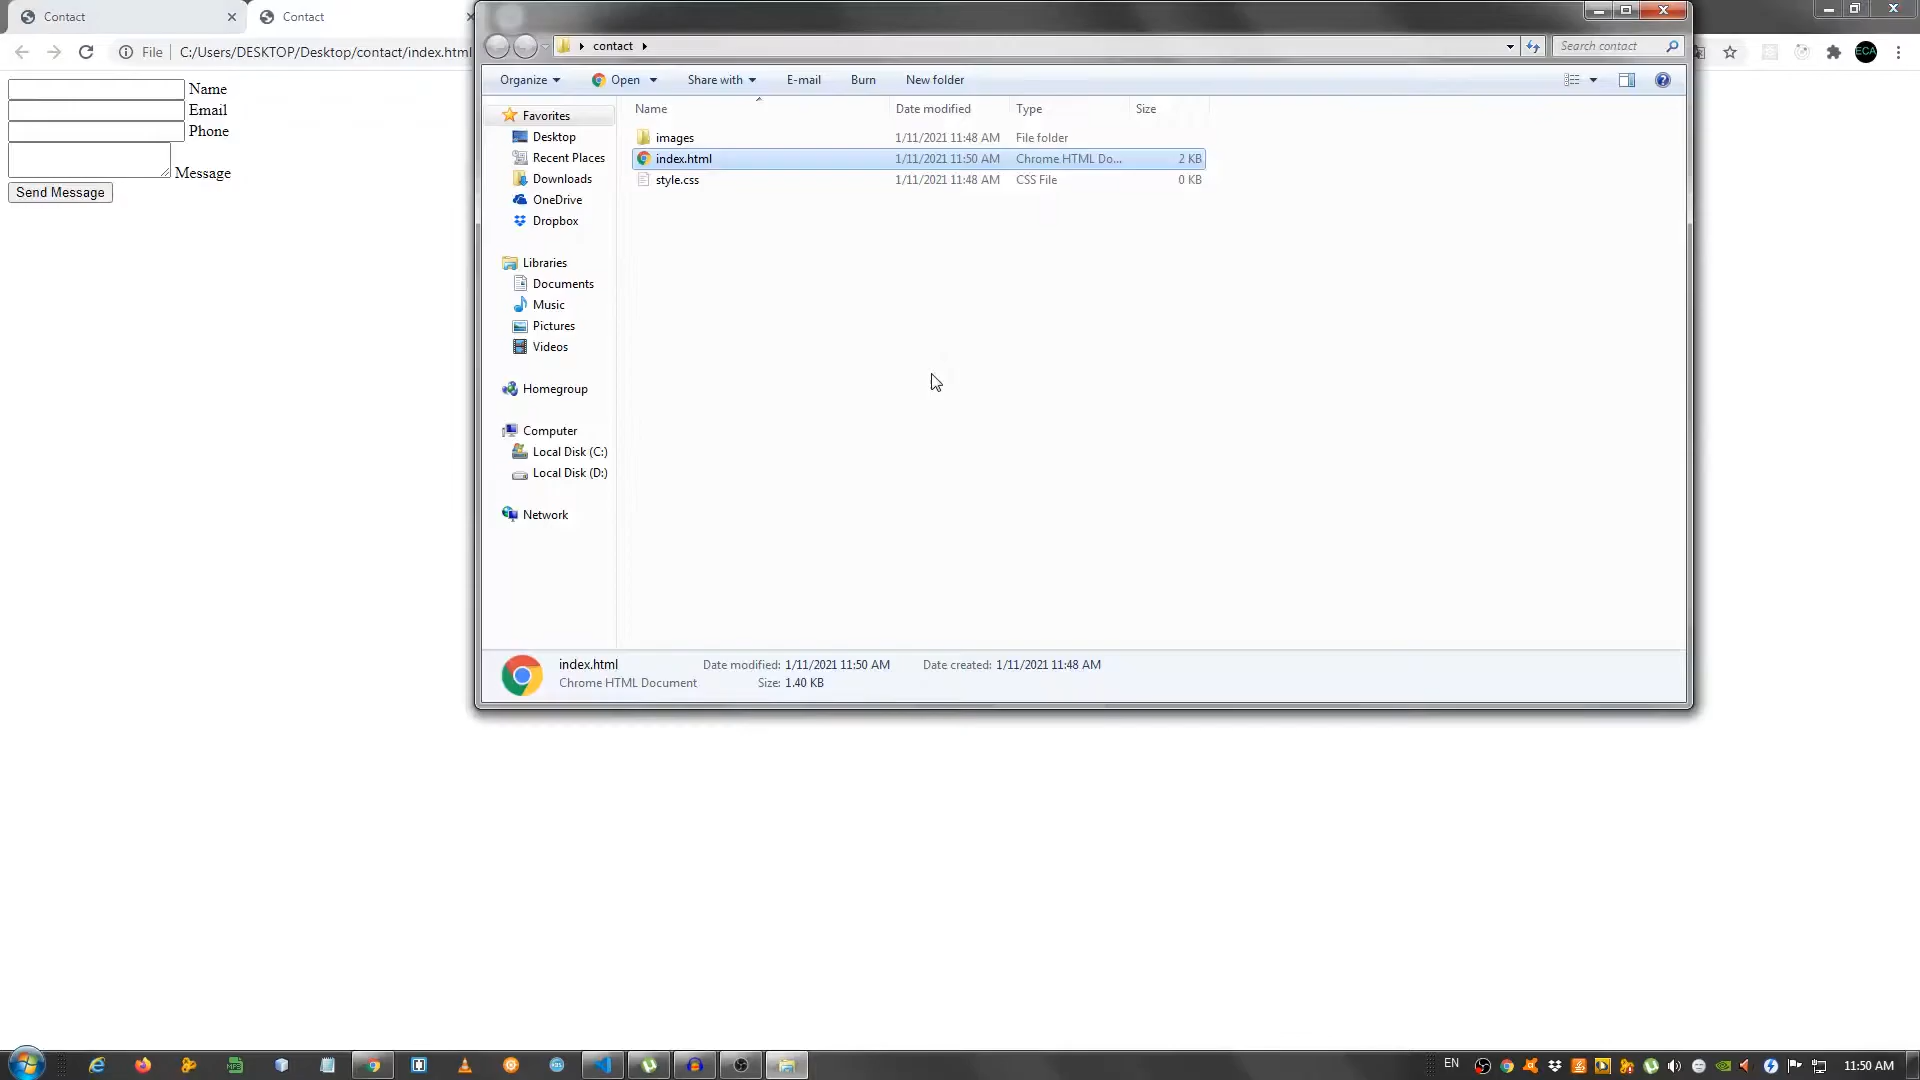 Contact
Contact
File
C:/Users/DESKTOP/Desktop/contact/index.html
Name
Email
Phone
Message
Send Message
contact
Search contact
Organize
Open
Share with
E-mail
Burn
New folder
Name
Date modified
Type
Size
images
1/11/2021 11:48 AM
File folder
index.html
1/11/2021 11:50 AM
Chrome HTML Do...
2 KB
style.css
1/11/2021 11:48 AM
CSS File
0 KB
Favorites
Desktop
Recent Places
Downloads
OneDrive
Dropbox
Libraries
Documents
Music
Pictures
Videos
Homegroup
Computer
Local Disk (C:)
Local Disk (D:)
Network
index.html
Date modified: 1/11/2021 11:50 AM
Date created: 1/11/2021 11:48 AM
Chrome HTML Document
Size: 1.40 KB
ECA
EN
11:50 AM